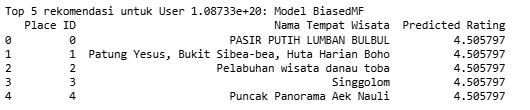 Top 5 rekomendasi untuk User 1.08733e+20: Model BiasedMF
Place ID Nama Tempat Wisata Predicted Rating
0 0 PASIR PUTIH LUMBAN BULBUL 4.505797
1 1 Patung Yesus, Bukit Sibea-bea, Huta Harian Boho 4.505797
2 2 Pelabuhan wisata danau toba 4.505797
3 3 Singgolom 4.505797
4 4 Puncak Panorama Aek Nauli 4.505797